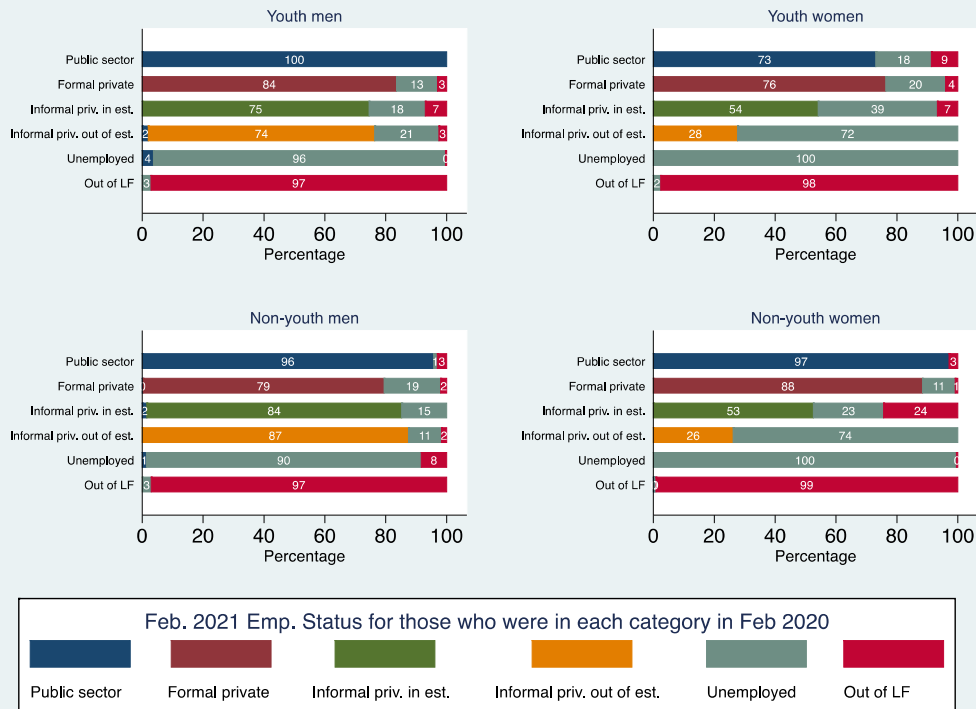 Youth men
Public sector 100
Formal private 84 13 3
Informal priv. in est. 75 18 7
Informal priv. out of est. 2 74 21 3
Unemployed 4 96 0
Out of LF 3 97
0 20 40 60 80 100
Percentage
Youth women
Public sector 73 18 9
Formal private 76 20 4
Informal priv. in est. 54 39 7
Informal priv. out of est. 28 72
Unemployed 100
Out of LF 2 98
0 20 40 60 80 100
Percentage
Non-youth men
Public sector 96 1 3
Formal private 0 79 19 2
Informal priv. in est. 2 84 15
Informal priv. out of est. 87 11 2
Unemployed 1 90 8
Out of LF 3 97
0 20 40 60 80 100
Percentage
Non-youth women
Public sector 97 3
Formal private 88 11 1
Informal priv. in est. 53 23 24
Informal priv. out of est. 26 74
Unemployed 100 0
Out of LF 0 99
0 20 40 60 80 100
Percentage
Feb. 2021 Emp. Status for those who were in each category in Feb 2020
Public sector Formal private Informal priv. in est. Informal priv. out of est. Unemployed Out of LF